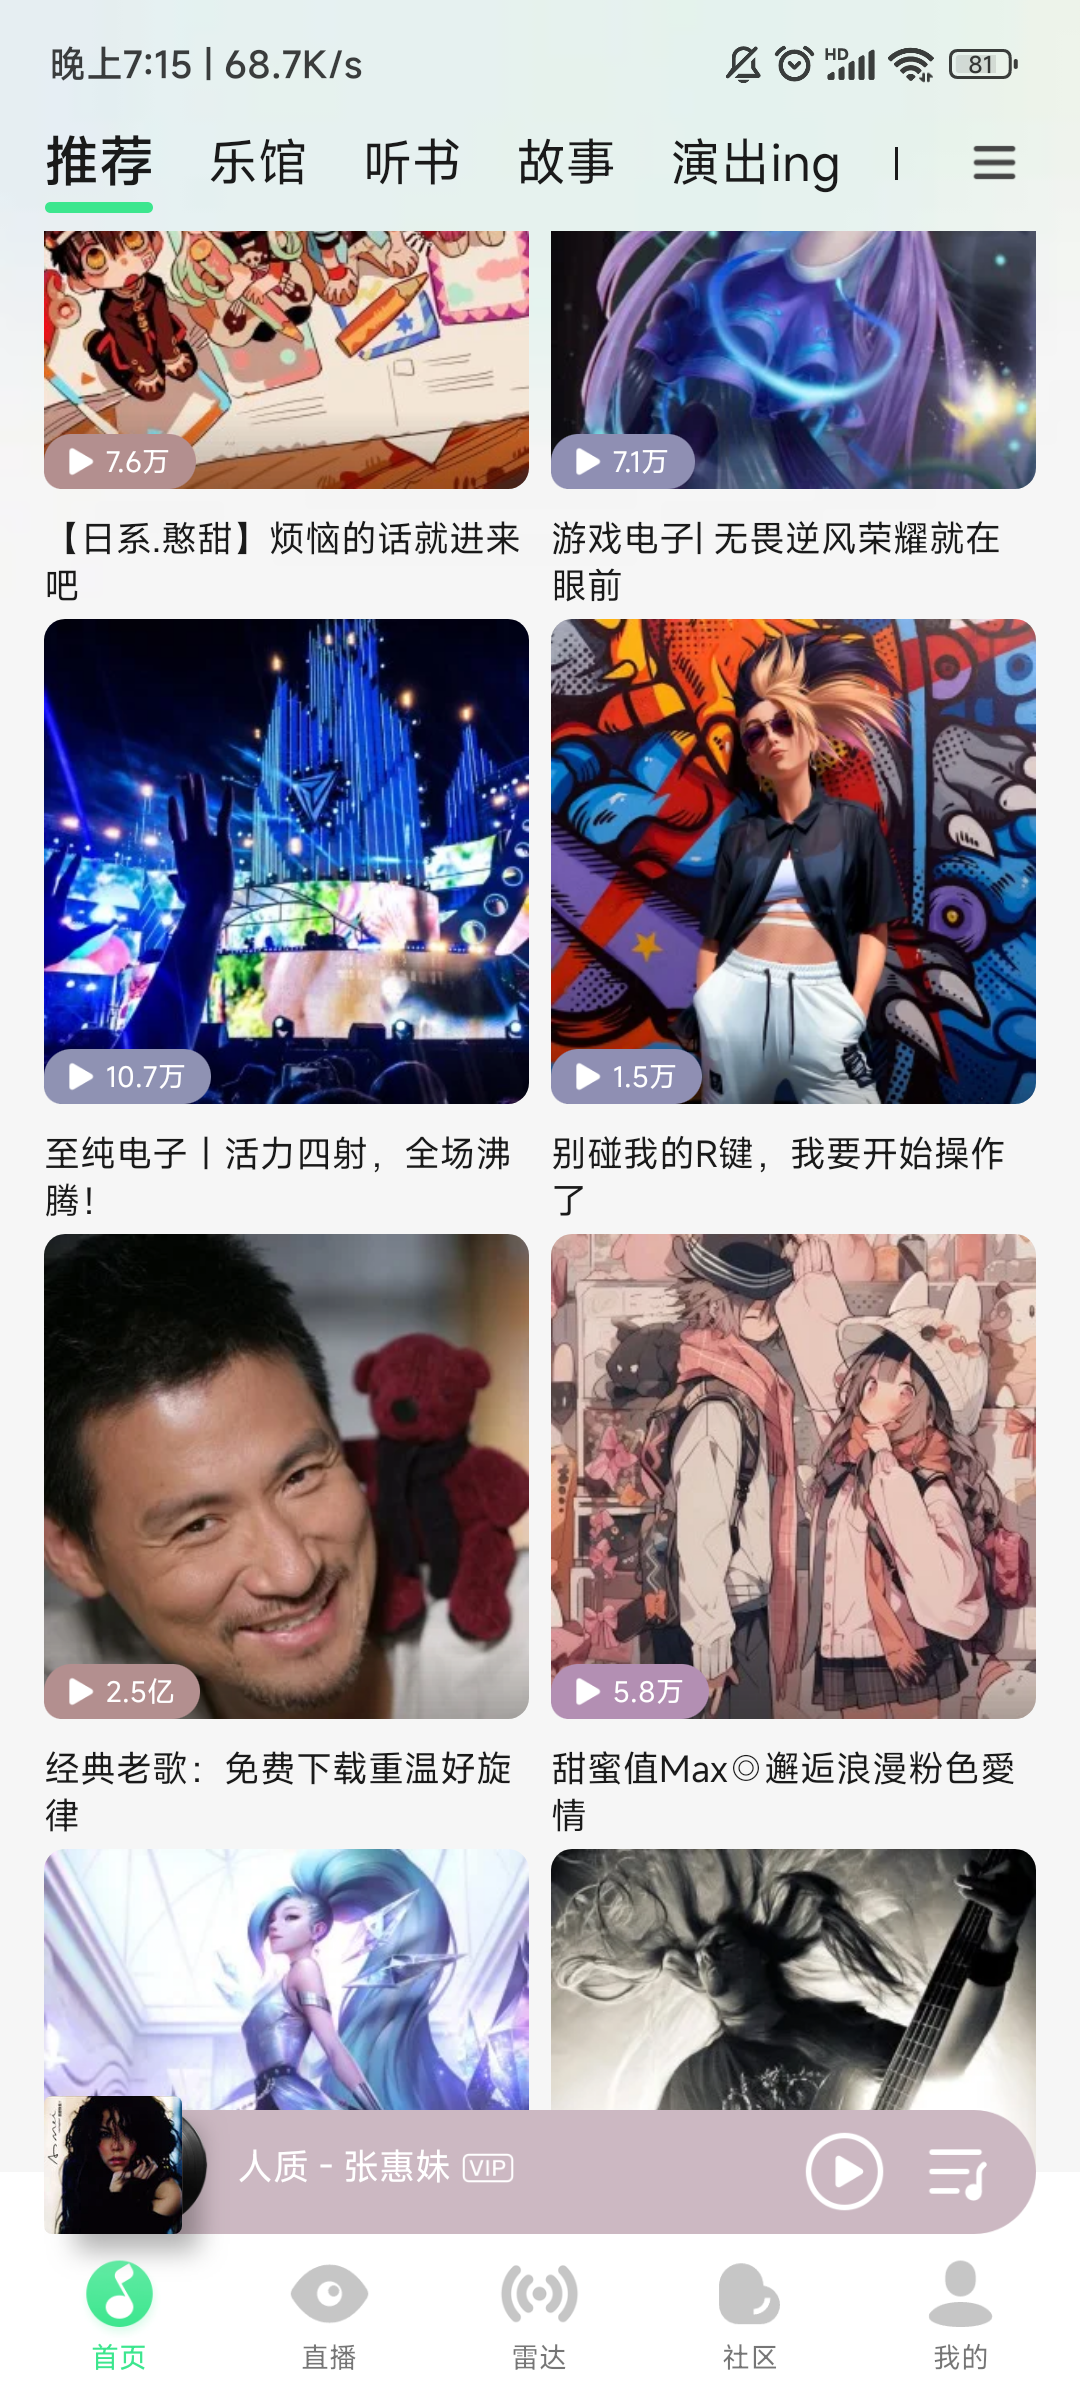 晚上7:15 | 68.7K/s
HD
81
推荐 乐馆 听书 故事 演出ing
7.6万
7.1万
【日系.憨甜】烦恼的话就进来
吧
游戏电子| 无畏逆风荣耀就在
眼前
10.7万
1.5万
至纯电子丨活力四射，全场沸
腾！
别碰我的R键，我要开始操作
了
2.5亿
5.8万
经典老歌：免费下载重温好旋
律
甜蜜值Max◎邂逅浪漫粉色愛
情
人质 - 张惠妹 VIP
首页 直播 雷达 社区 我的